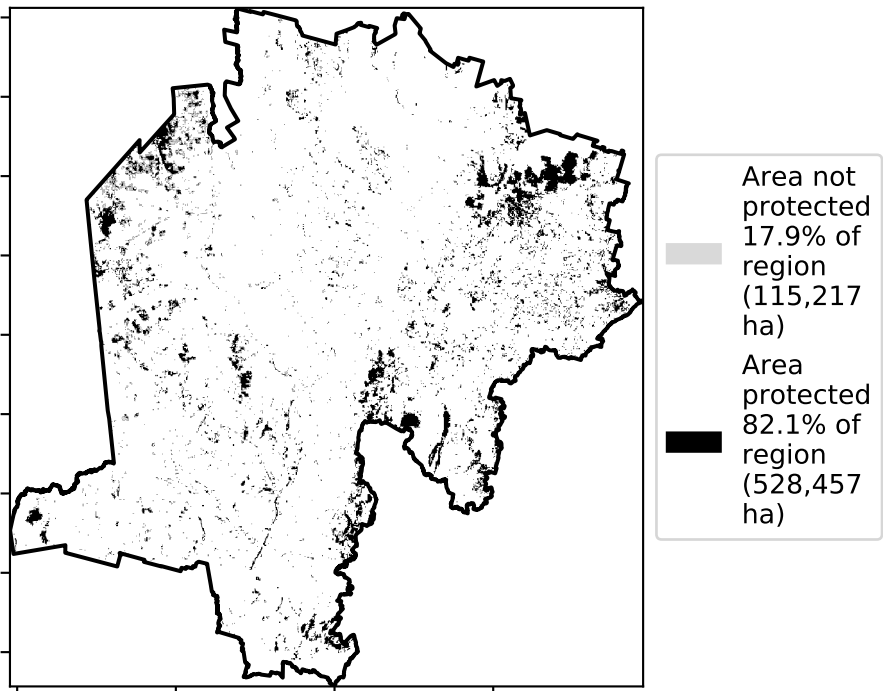 Area not
protected
17.9% of
region
(115,217
ha)
Area
protected
82.1% of
region
(528,457
ha)